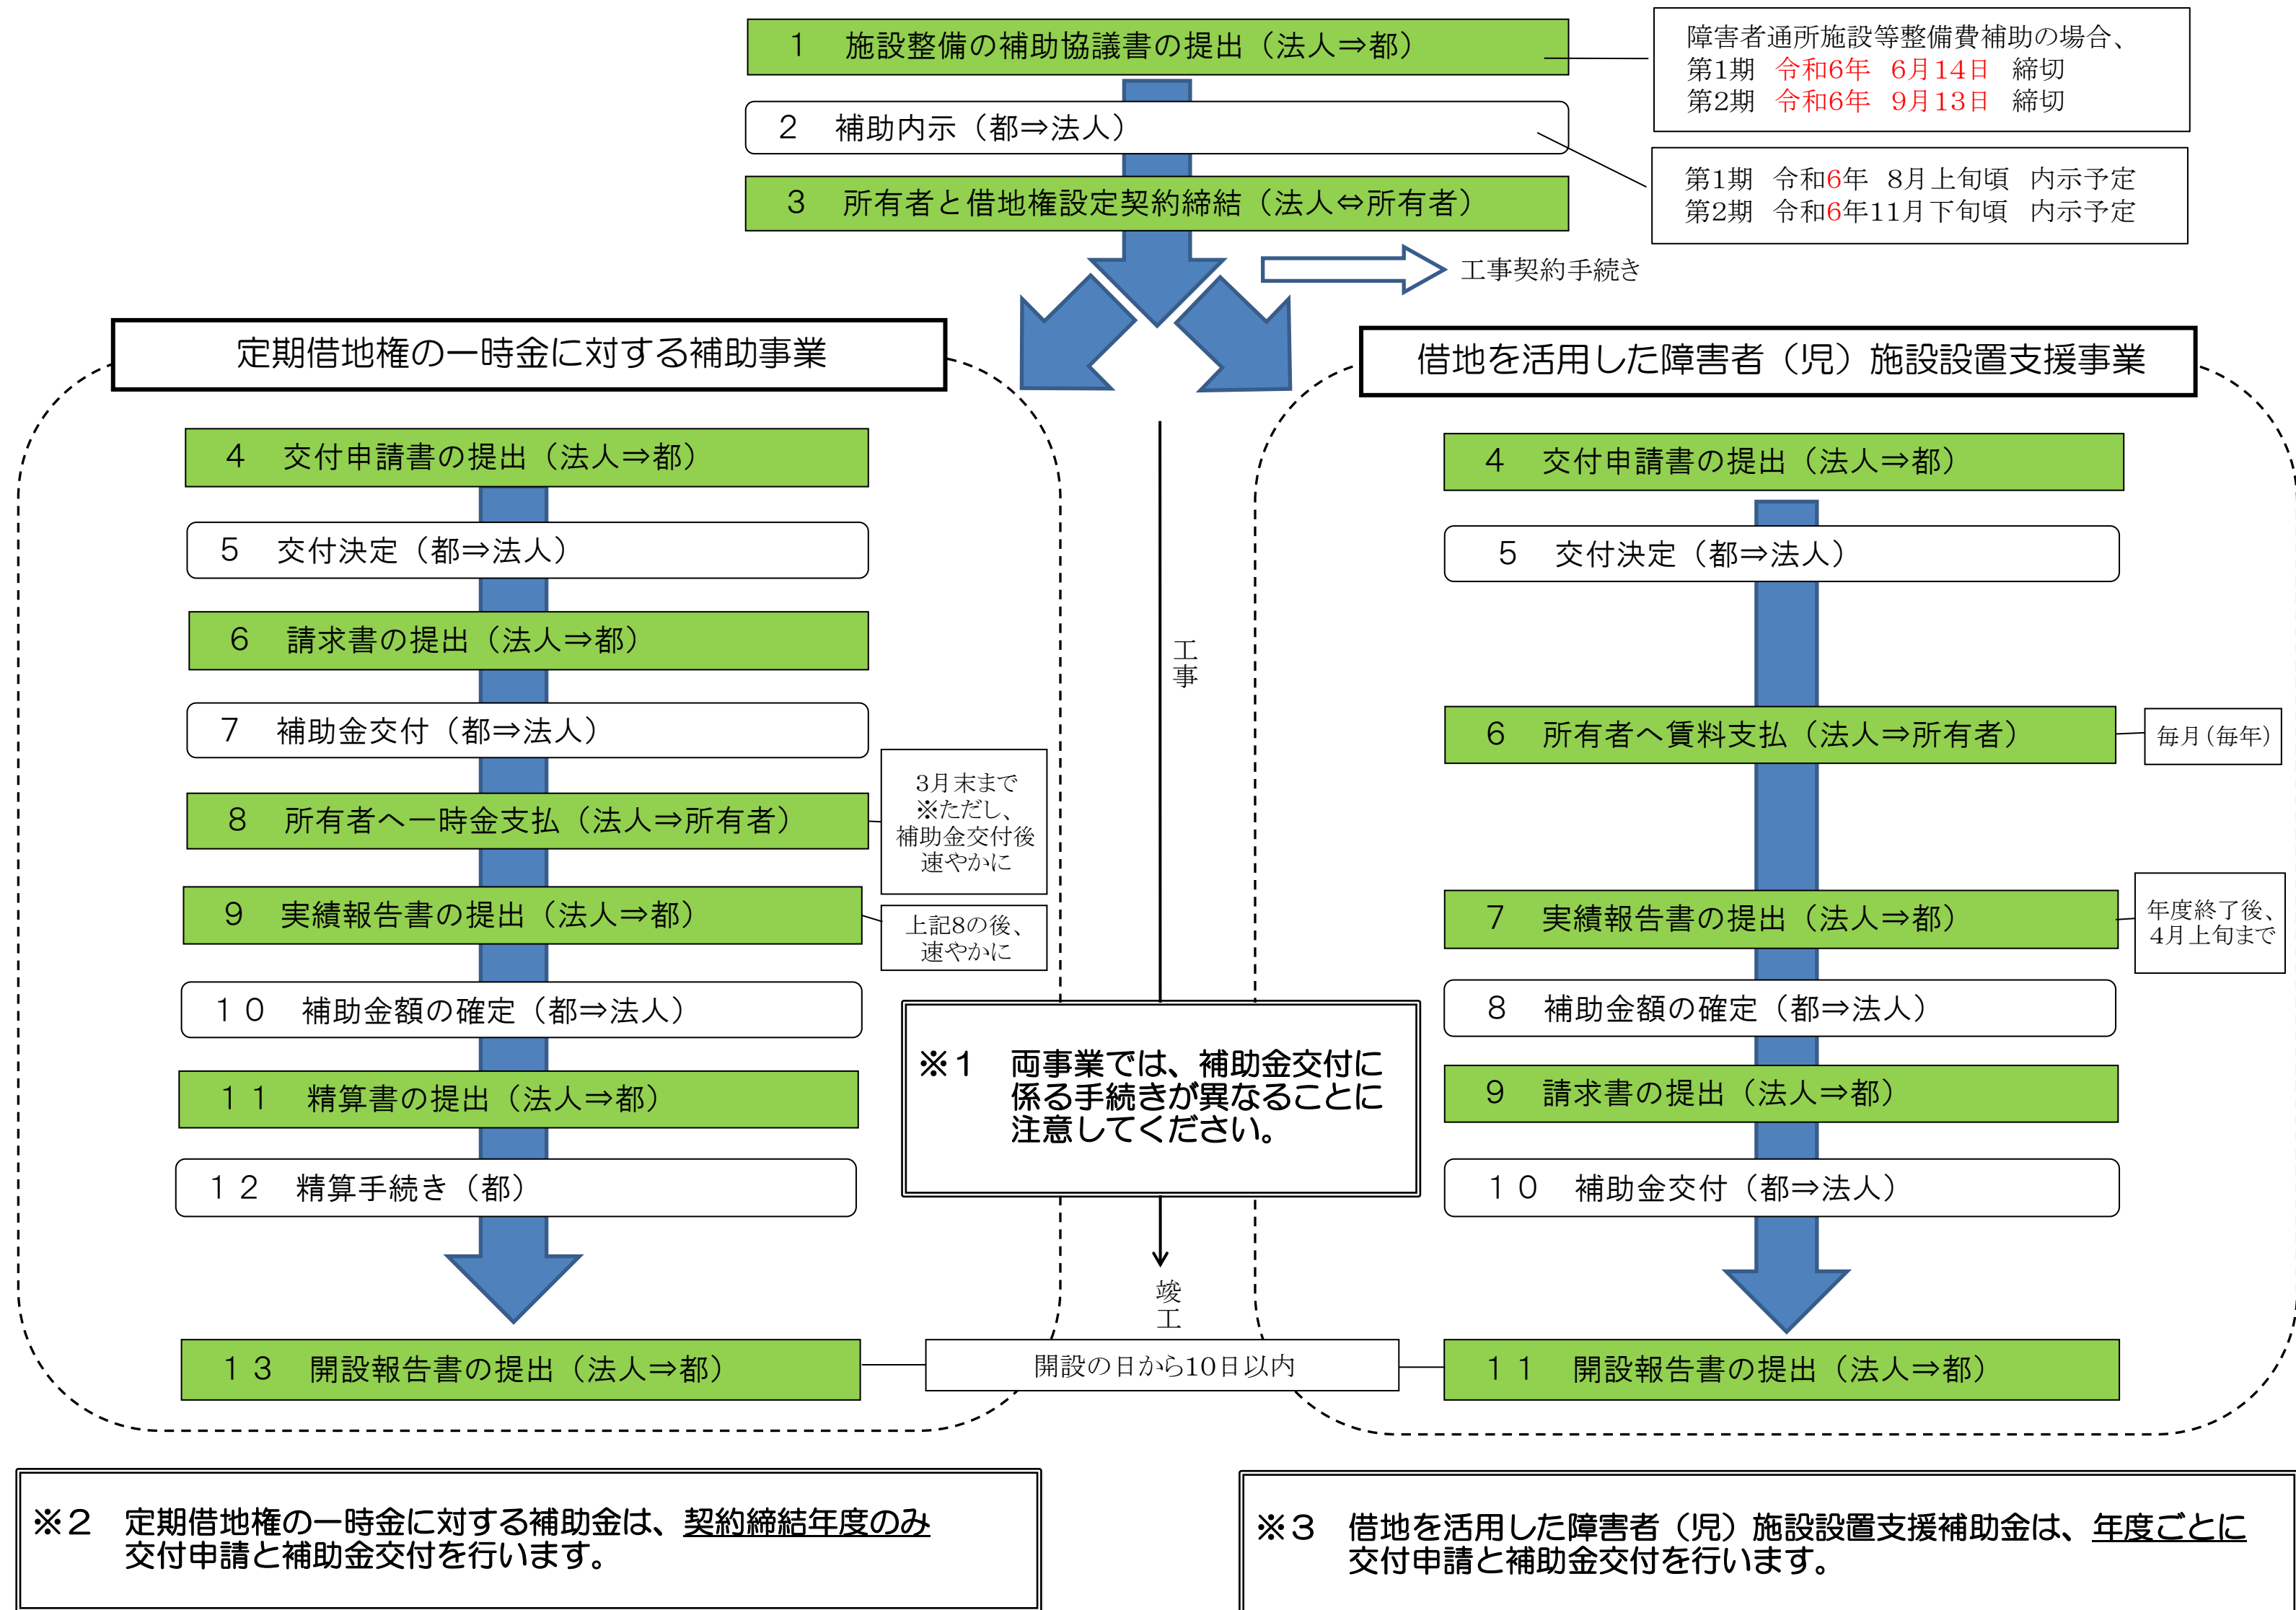 1 施設整備の補助協議書の提出（法人⇒都）
障害者通所施設等整備費補助の場合、
第1期 令和6年 6月14日 締切
第2期 令和6年 9月13日 締切
2 補助内示（都⇒法人）
第1期 令和6年 8月上旬頃 内示予定
第2期 令和6年11月下旬頃 内示予定
3 所有者と借地権設定契約締結（法人⇔所有者）
工事契約手続き
定期借地権の一時金に対する補助事業
4 交付申請書の提出（法人⇒都）
5 交付決定（都⇒法人）
6 請求書の提出（法人⇒都）
7 補助金交付（都⇒法人）
8 所有者へ一時金支払（法人⇒所有者）
3月末まで
※ただし、
補助金交付後
速やかに
9 実績報告書の提出（法人⇒都）
上記8の後、
速やかに
10 補助金額の確定（都⇒法人）
11 精算書の提出（法人⇒都）
12 精算手続き（都）
13 開設報告書の提出（法人⇒都）
工事
※1 両事業では、補助金交付に
係る手続きが異なることに
注意してください。
竣工
開設の日から10日以内
借地を活用した障害者（児）施設設置支援事業
4 交付申請書の提出（法人⇒都）
5 交付決定（都⇒法人）
6 所有者へ賃料支払（法人⇒所有者）
毎月（毎年）
7 実績報告書の提出（法人⇒都）
年度終了後、
4月上旬まで
8 補助金額の確定（都⇒法人）
9 請求書の提出（法人⇒都）
10 補助金交付（都⇒法人）
11 開設報告書の提出（法人⇒都）
※2 定期借地権の一時金に対する補助金は、契約締結年度のみ
交付申請と補助金交付を行います。
※3 借地を活用した障害者（児）施設設置支援補助金は、年度ごとに
交付申請と補助金交付を行います。